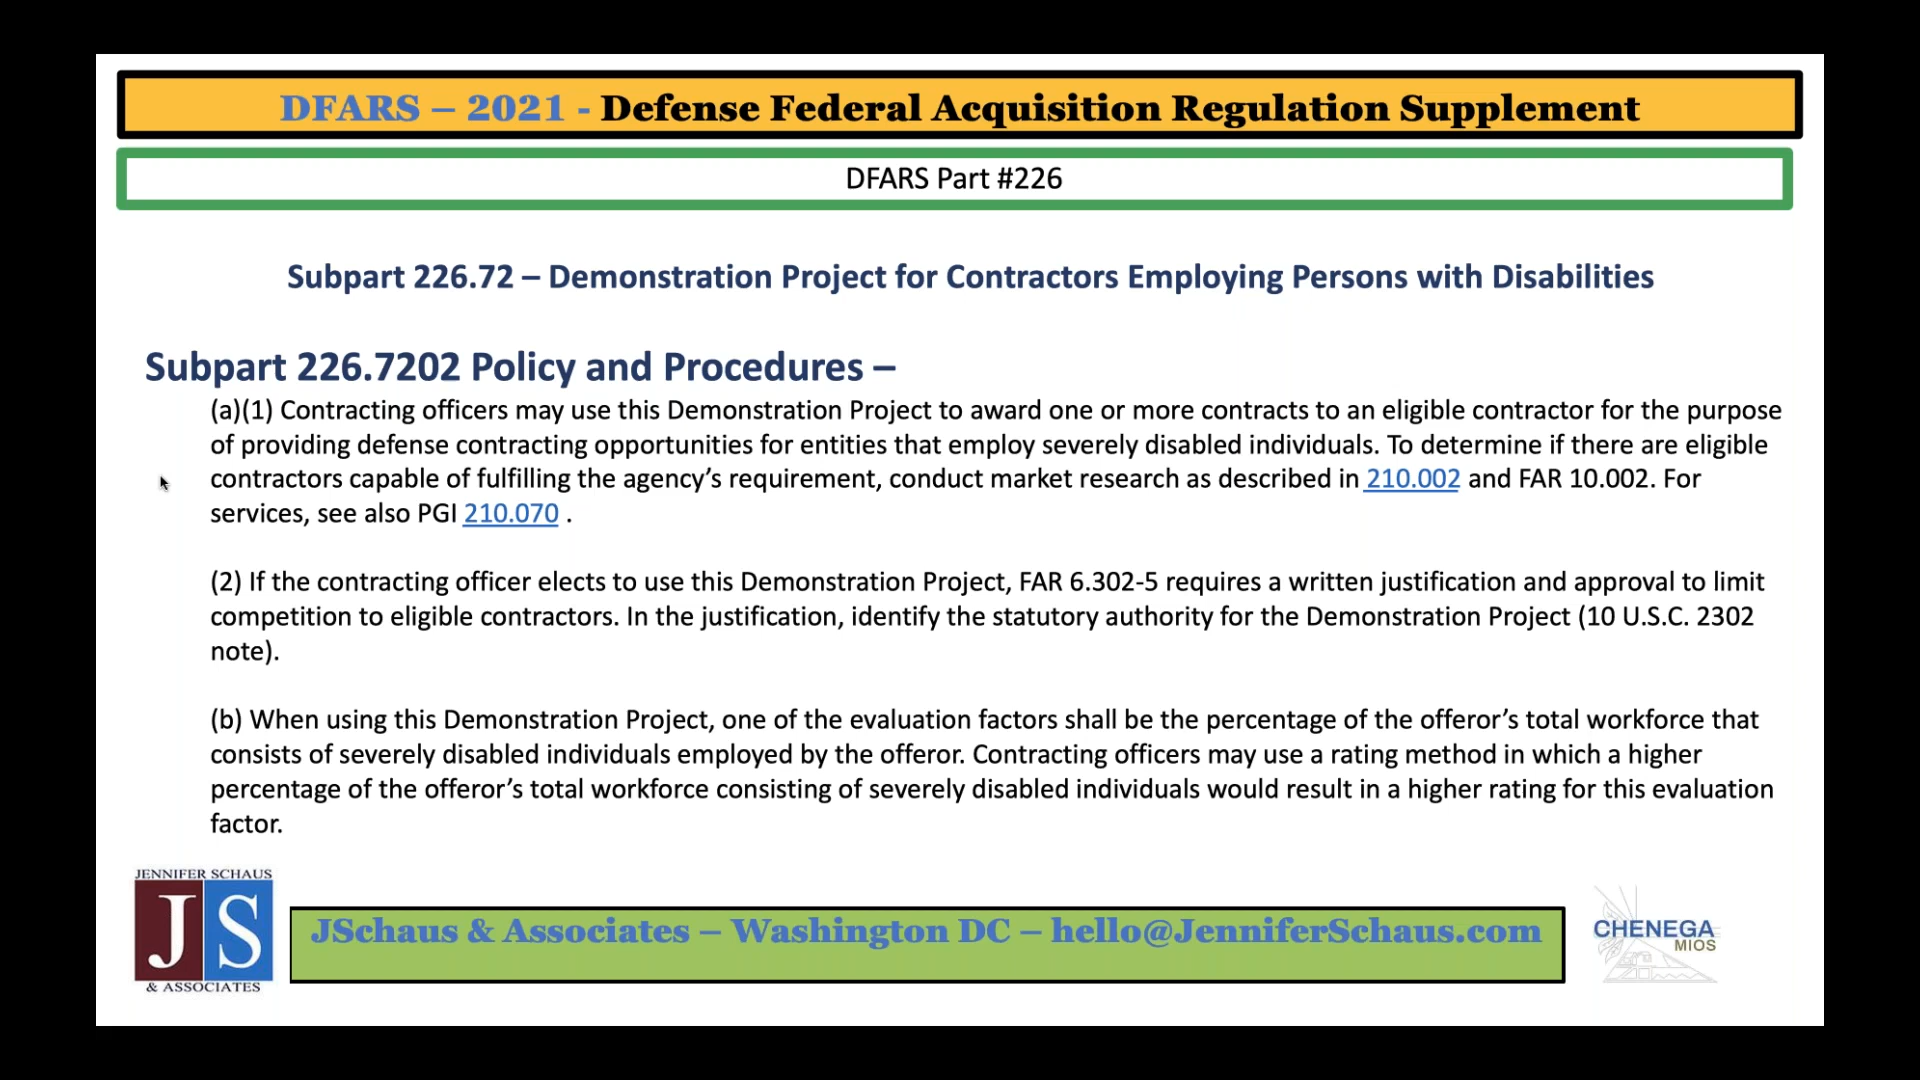 DFARS – 2021 - Defense Federal Acquisition Regulation Supplement
DFARS Part #226
Subpart 226.72 – Demonstration Project for Contractors Employing Persons with Disabilities
Subpart 226.7202 Policy and Procedures –
(a)(1) Contracting officers may use this Demonstration Project to award one or more contracts to an eligible contractor for the purpose
of providing defense contracting opportunities for entities that employ severely disabled individuals. To determine if there are eligible
contractors capable of fulfilling the agency’s requirement, conduct market research as described in 210.002 and FAR 10.002. For
services, see also PGI 210.070 .
(2) If the contracting officer elects to use this Demonstration Project, FAR 6.302-5 requires a written justification and approval to limit
competition to eligible contractors. In the justification, identify the statutory authority for the Demonstration Project (10 U.S.C. 2302
note).
(b) When using this Demonstration Project, one of the evaluation factors shall be the percentage of the offeror’s total workforce that
consists of severely disabled individuals employed by the offeror. Contracting officers may use a rating method in which a higher
percentage of the offeror’s total workforce consisting of severely disabled individuals would result in a higher rating for this evaluation
factor.
JENNIFER SCHAUS
JS
& ASSOCIATES
JSchaus & Associates – Washington DC – hello@JenniferSchaus.com
CHENEGA
MIOS